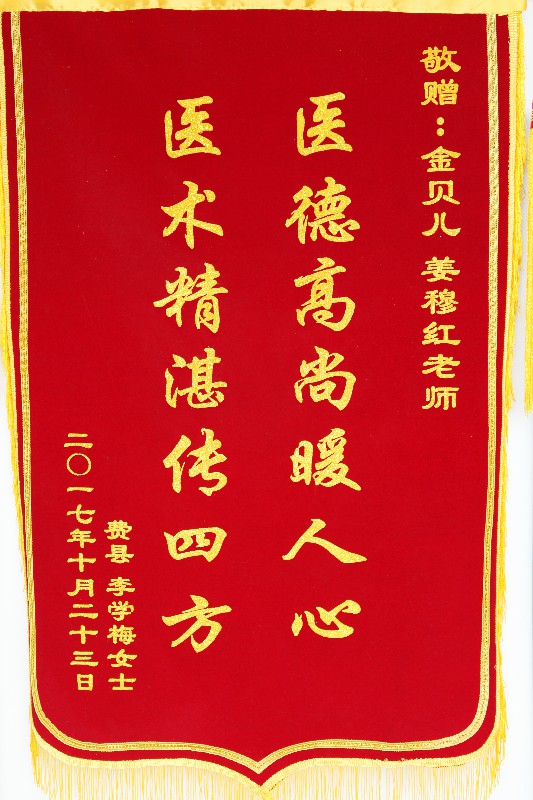 敬赠：金贝儿 姜穆红老师
医德高尚暖人心
医术精湛传四方
费县 李学梅女士
二〇一七年十月二十三日